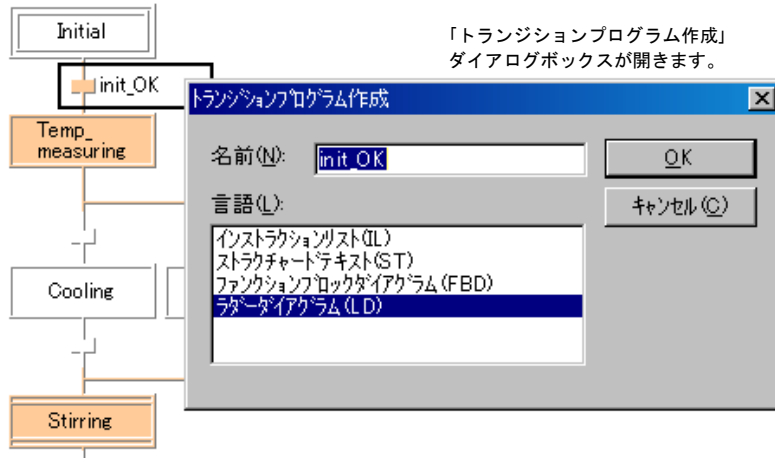 Initial
「トランジションプログラム作成」
ダイアログボックスが開きます。
init_OK
トランジションプログラム作成
Temp_
measuring
名前(N):
init_OK
OK
言語(L):
キャンセル(C)
インストラクションリスト(IL)
ストラクチャートテキスト(ST)
ファンクションブロックダイアグラム(FBD)
ラダーダイアグラム(LD)
Cooling
Stirring